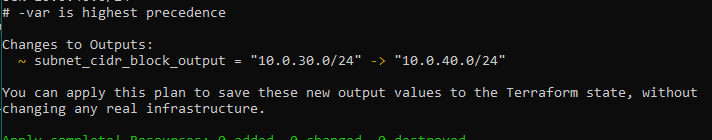 # -var is highest precedence
Changes to Outputs:
~ subnet_cidr_block_output = "10.0.30.0/24" -> "10.0.40.0/24"
You can apply this plan to save these new output values to the Terraform state, without
changing any real infrastructure.
Apply complete! Resources: 0 added, 0 changed, 0 destroyed.